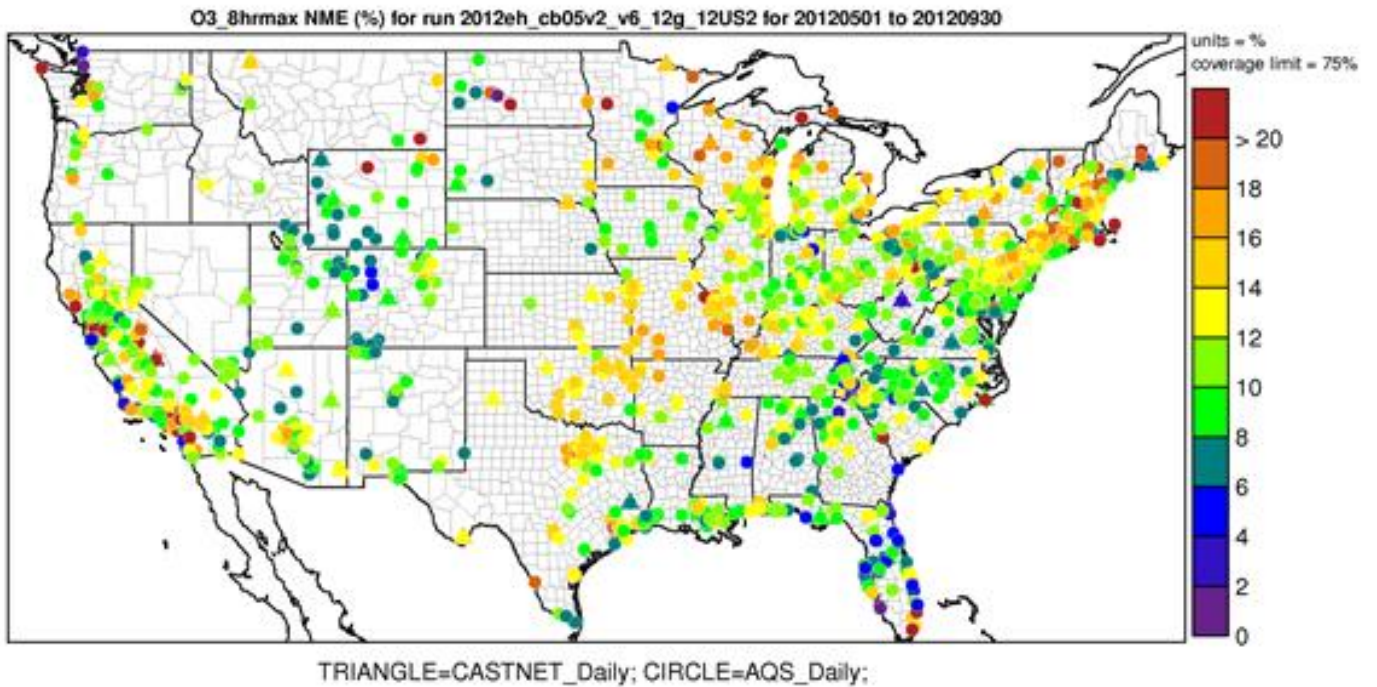 O3_8hrmax NME (%) for run 2012eh_cb05v2_v6_12g_12US2 for 20120501 to 20120930
units = %
coverage limit = 75%
> 20
18
16
14
12
10
8
6
4
2
0
TRIANGLE=CASTNET_Daily; CIRCLE=AQS_Daily;